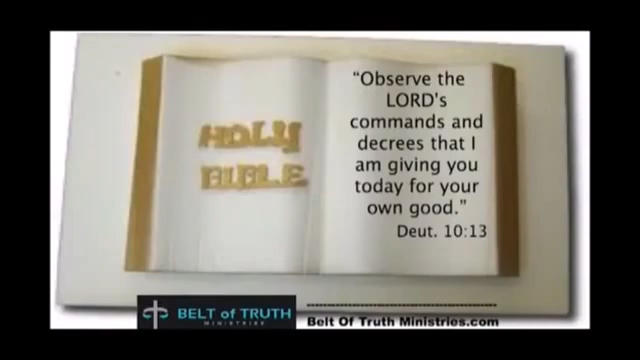 HOLY
BIBLE
“Observe the
LORD's
commands and
decrees that I
am giving you
today for your
own good.”
Deut. 10:13
BELT of TRUTH
MINISTRIES
Belt Of Truth Ministries.com